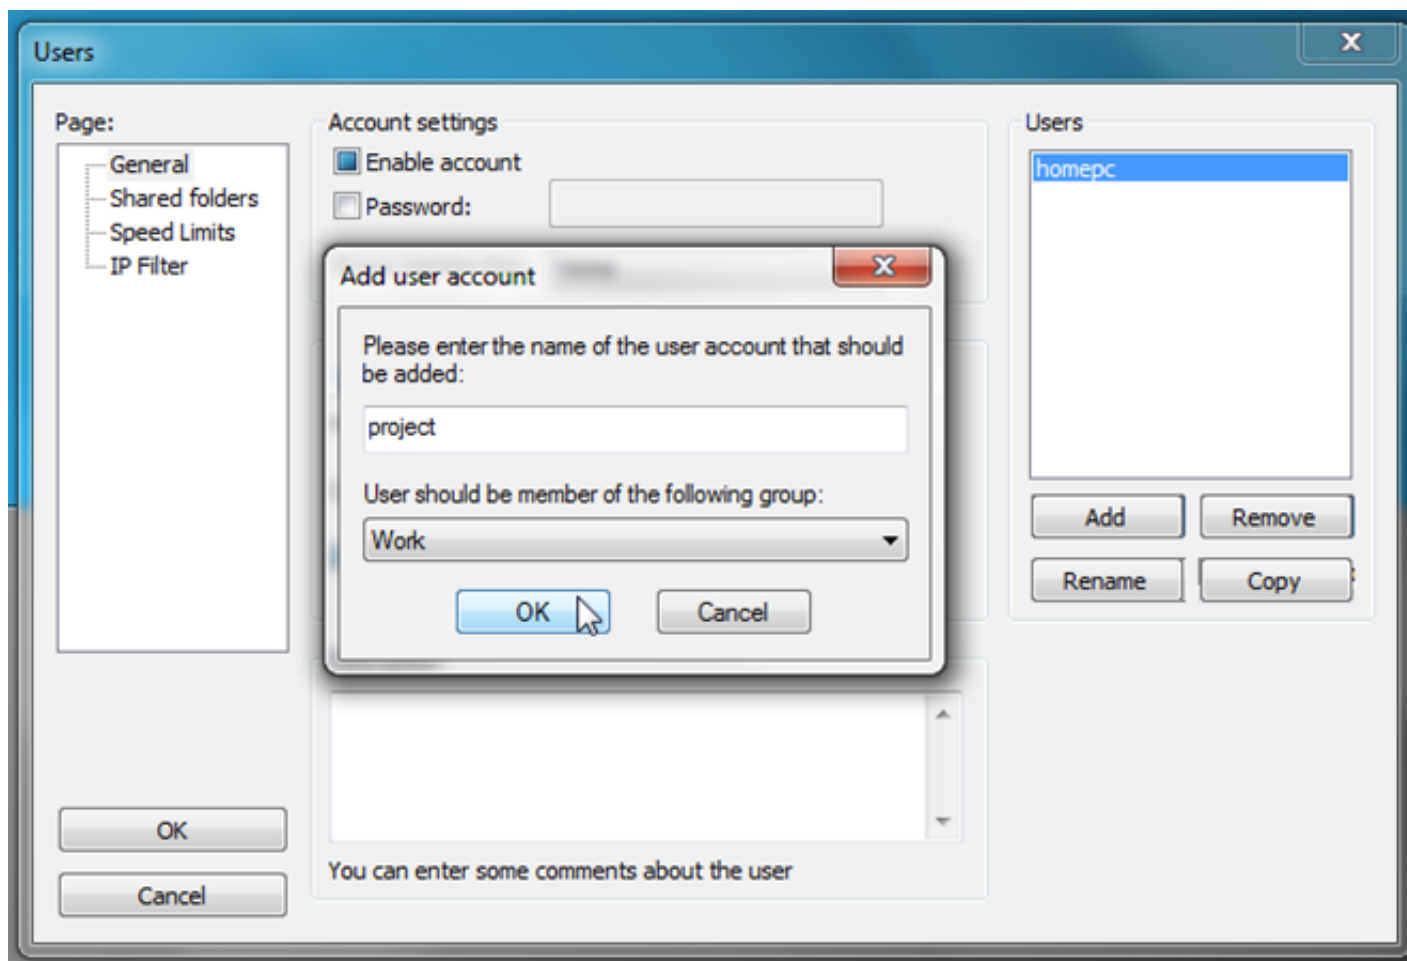 Users
Page:
General
Shared folders
Speed Limits
IP Filter
OK
Cancel
Account settings
Enable account
Password:
Add user account
Please enter the name of the user account that should
be added:
project
User should be member of the following group:
Work
OK
Cancel
You can enter some comments about the user
Users
homepc
Add
Remove
Rename
Copy